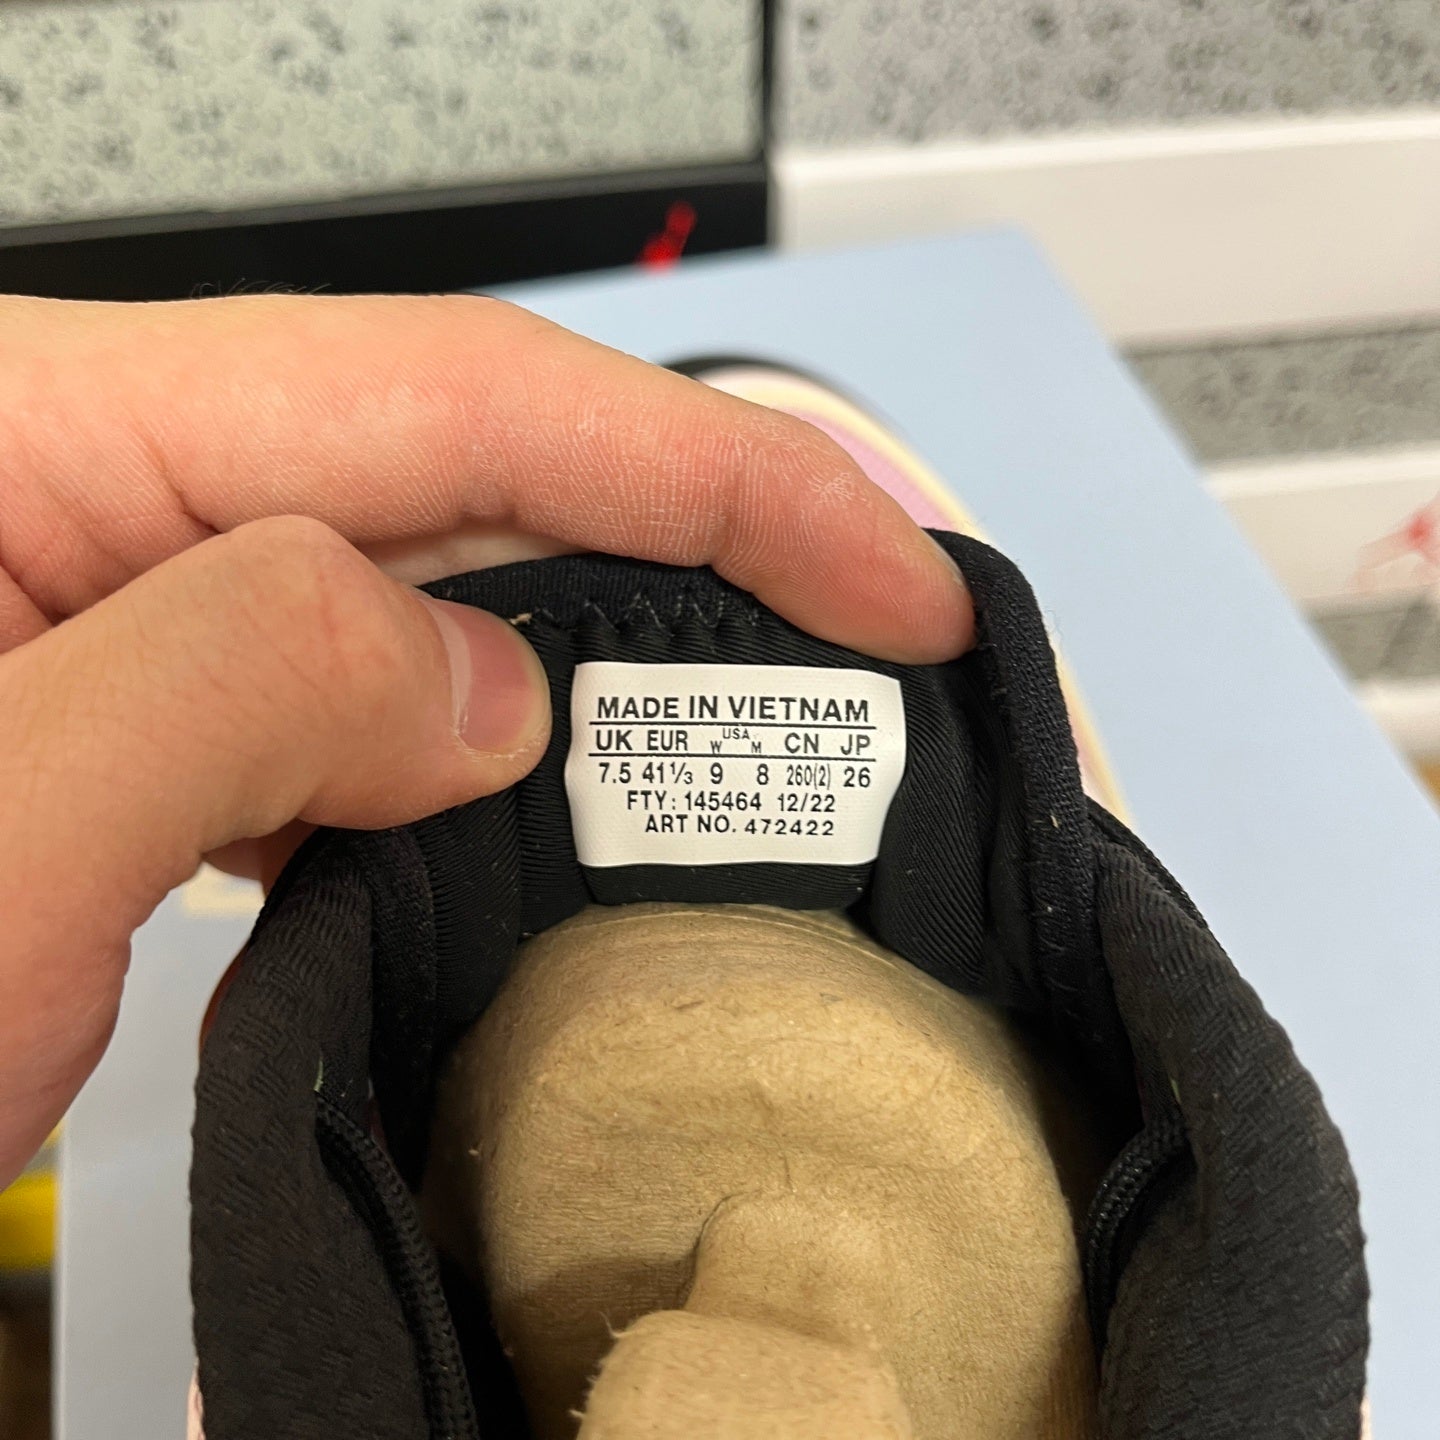 MADE IN VIETNAM
UK EUR W USA M CN JP
7.5 41⅓ 9 8 260(2) 26
FTY: 145464 12/22
ART NO. 472422